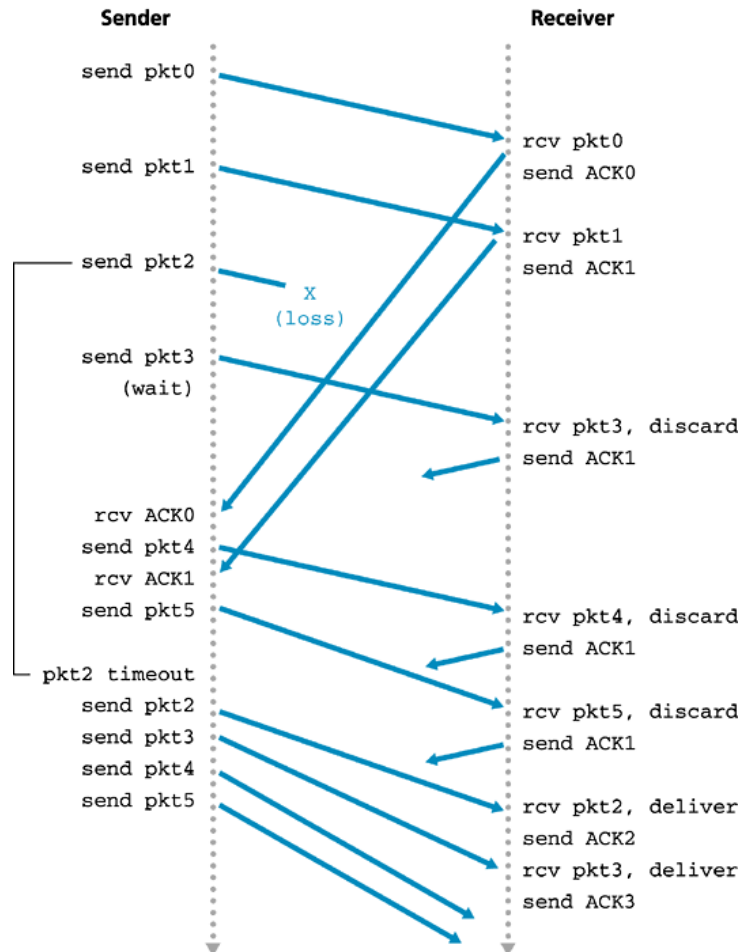 Sender
Receiver
send pkt0
rcv pkt0
send ACK0
send pkt1
rcv pkt1
send ACK1
send pkt2
X
(loss)
send pkt3
(wait)
rcv pkt3, discard
send ACK1
rcv ACK0
send pkt4
rcv ACK1
send pkt5
rcv pkt4, discard
send ACK1
pkt2 timeout
send pkt2
send pkt3
send pkt4
send pkt5
rcv pkt5, discard
send ACK1
rcv pkt2, deliver
send ACK2
rcv pkt3, deliver
send ACK3